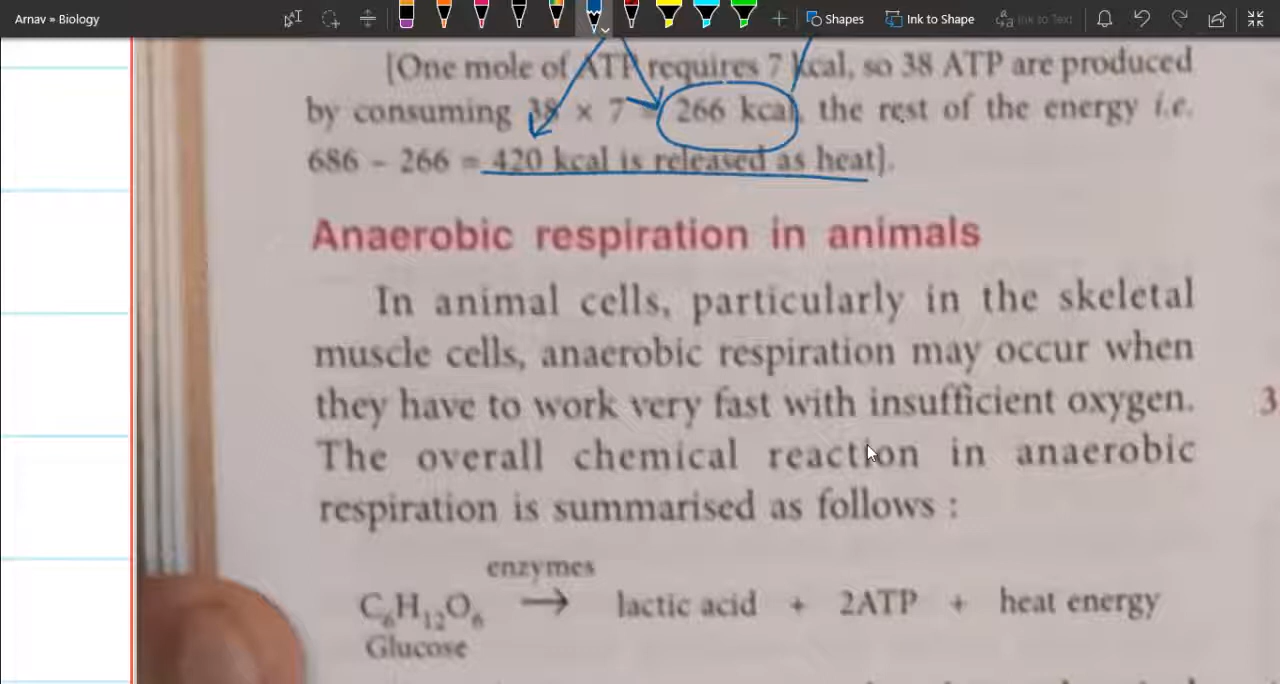 Arnav » Biology
Shapes
Ink to Shape
Ink to Text
[One mole of ATP requires 7 kcal, so 38 ATP are produced
by consuming 38 × 7 = 266 kcal, the rest of the energy i.e.
686 – 266 = 420 kcal is released as heat].
Anaerobic respiration in animals
In animal cells, particularly in the skeletal
muscle cells, anaerobic respiration may occur when
they have to work very fast with insufficient oxygen.
3
The overall chemical reaction in anaerobic
respiration is summarised as follows :
enzymes
C₆H₁₂O₆ → lactic acid + 2ATP + heat energy
Glucose